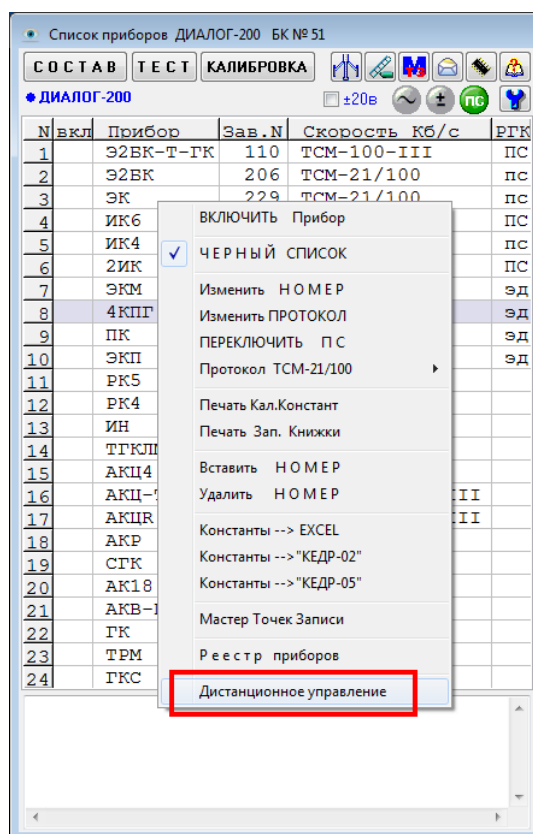 Список приборов ДИАЛОГ-200 БК № 51
СОСТАВ ТЕСТ КАЛИБРОВКА
ДИАЛОГ-200 ±20в ~ ± ПС
N вкл Прибор Зав.N Скорость Кб/с РГК
1 Э2ВК-Т-ГК 110 ТСМ-100-III ПС
2 Э2ВК 206 ТСМ-21/100 пс
3 ЭК 229 ТСМ-21/100 пс
4 ИК6 ПС
5 ИК4 пс
6 2ИК ПС
7 ЭКМ эд
8 4КПГ эд
9 ПК эд
10 ЭКП эд
11 РК5
12 РК4
13 ИН
14
15 АКЦ4
16 АКЦ- III
17 АКЦR III
18 АКР
19 СГК
20 АК18
21 АКВ-
22 ГК
23 ТРМ
24 ГКС
ВКЛЮЧИТЬ Прибор
ЧЕРНЫЙ СПИСОК
Изменить НОМЕР
Изменить ПРОТОКОЛ
ПЕРЕКЛЮЧИТЬ ПС
Протокол ТСМ-21/100
Печать Кал.Констант
Печать Зап. Книжки
Вставить НОМЕР
Удалить НОМЕР
Константы --> EXCEL
Константы -->"КЕДР-02"
Константы -->"КЕДР-05"
Мастер Точек Записи
Реестр приборов
Дистанционное управление